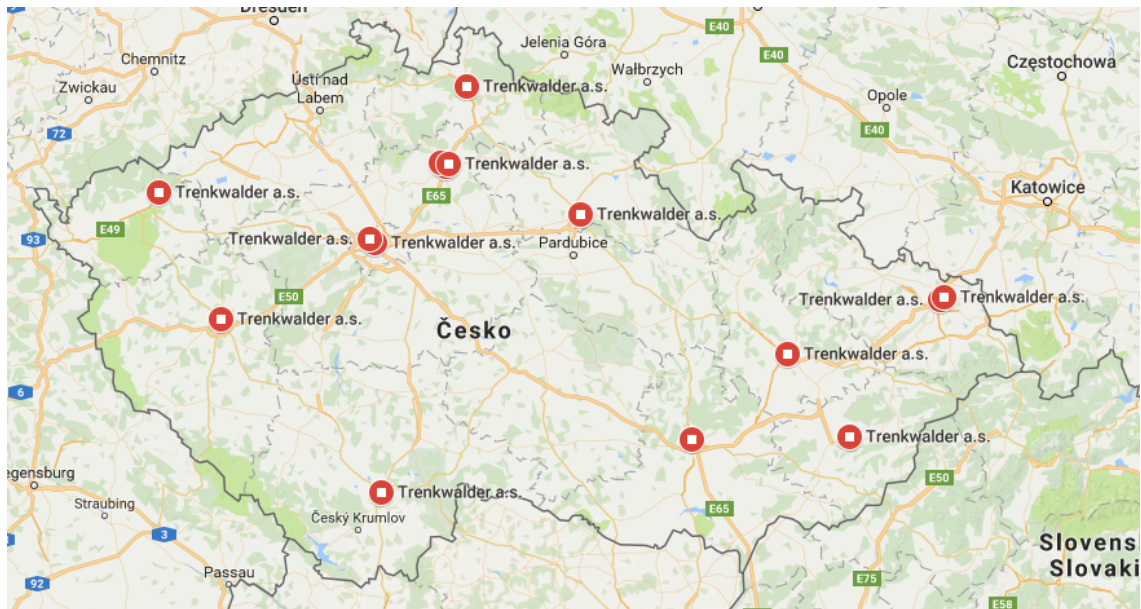 Dresden
E40
E40
Jelenia Góra
Chemnitz
Wałbrzych
Częstochowa
Ústí nad
Labem
Zwickau
Trenkwalder a.s.
Opole
72
E40
Trenkwalder a.s.
Trenkwalder a.s.
E65
Katowice
Trenkwalder a.s.
E49
93
Trenkwalder a.s.
Trenkwalder a.s.
Pardubice
E50
Trenkwalder a.s.
Trenkwalder a.s.
Trenkwalder a.s.
Česko
Trenkwalder a.s.
6
Trenkwalder a.s.
egensburg
E50
Trenkwalder a.s.
Straubing
Český Krumlov
E65
3
Slovens
Slovaki
Passau
92
E75
E58